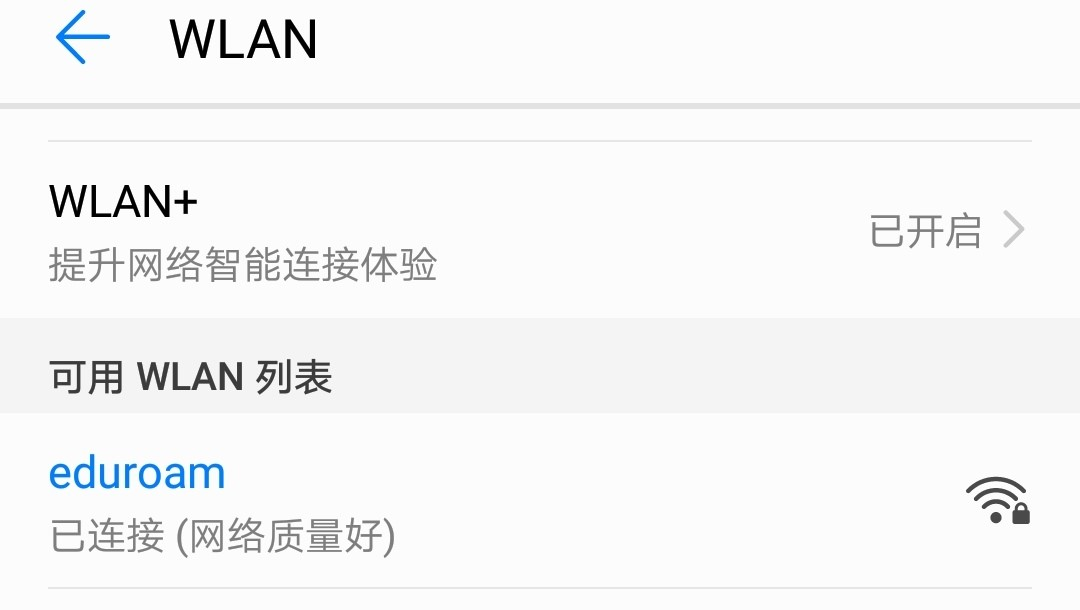 WLAN
WLAN+
提升网络智能连接体验
已开启
可用 WLAN 列表
eduroam
已连接 (网络质量好)